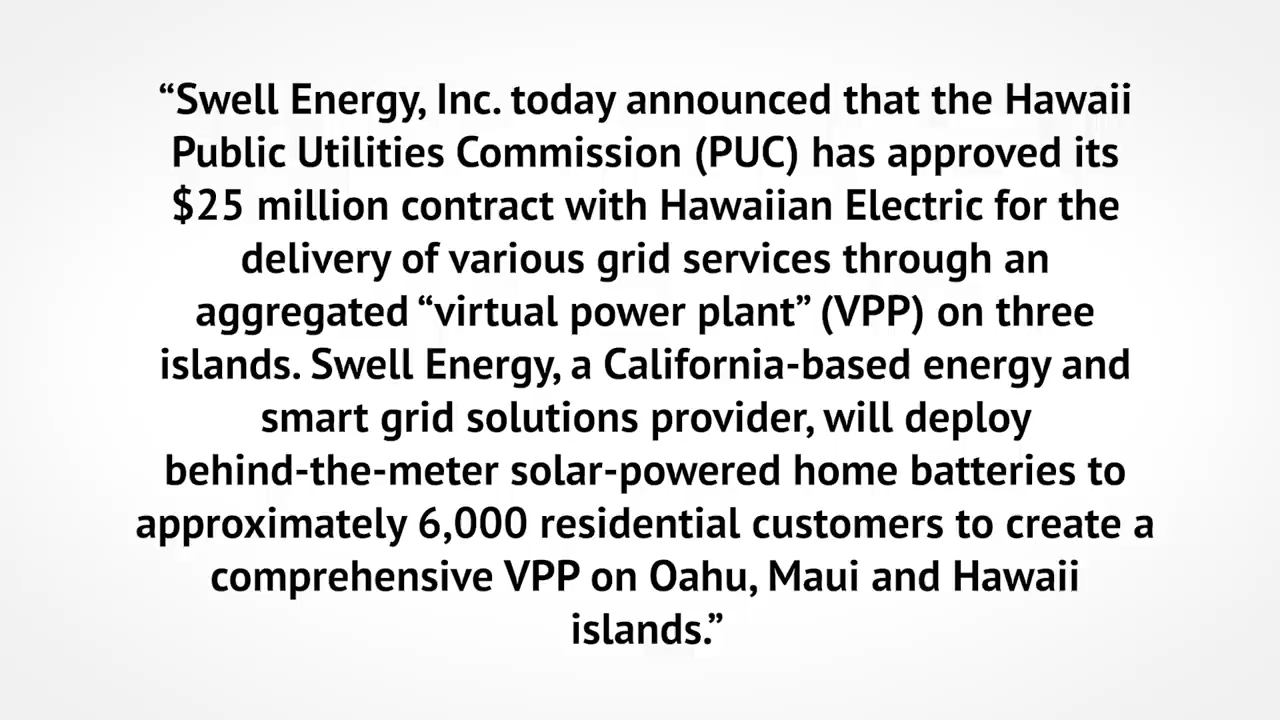 “Swell Energy, Inc. today announced that the Hawaii
Public Utilities Commission (PUC) has approved its
$25 million contract with Hawaiian Electric for the
delivery of various grid services through an
aggregated “virtual power plant” (VPP) on three
islands. Swell Energy, a California-based energy and
smart grid solutions provider, will deploy
behind-the-meter solar-powered home batteries to
approximately 6,000 residential customers to create a
comprehensive VPP on Oahu, Maui and Hawaii
islands.”